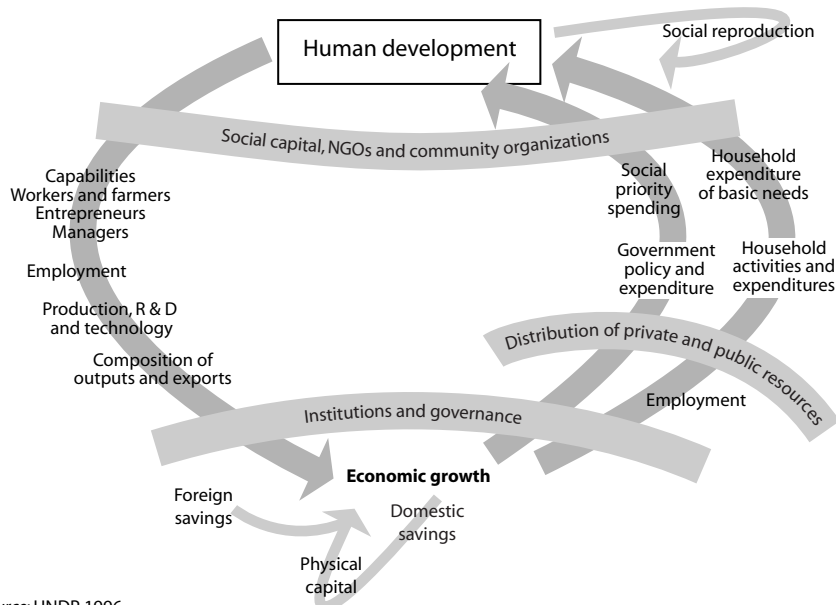 Human development
Social reproduction
Social capital, NGOs and community organizations
Capabilities
Workers and farmers
Entrepreneurs
Managers
Employment
Production, R & D
and technology
Composition of
outputs and exports
Social
priority
spending
Household
expenditure
of basic needs
Government
policy and
expenditure
Household
activities and
expenditures
Distribution of private and public resources
Employment
Institutions and governance
Economic growth
Foreign
savings
Domestic
savings
Physical
capital
UNDP 1996